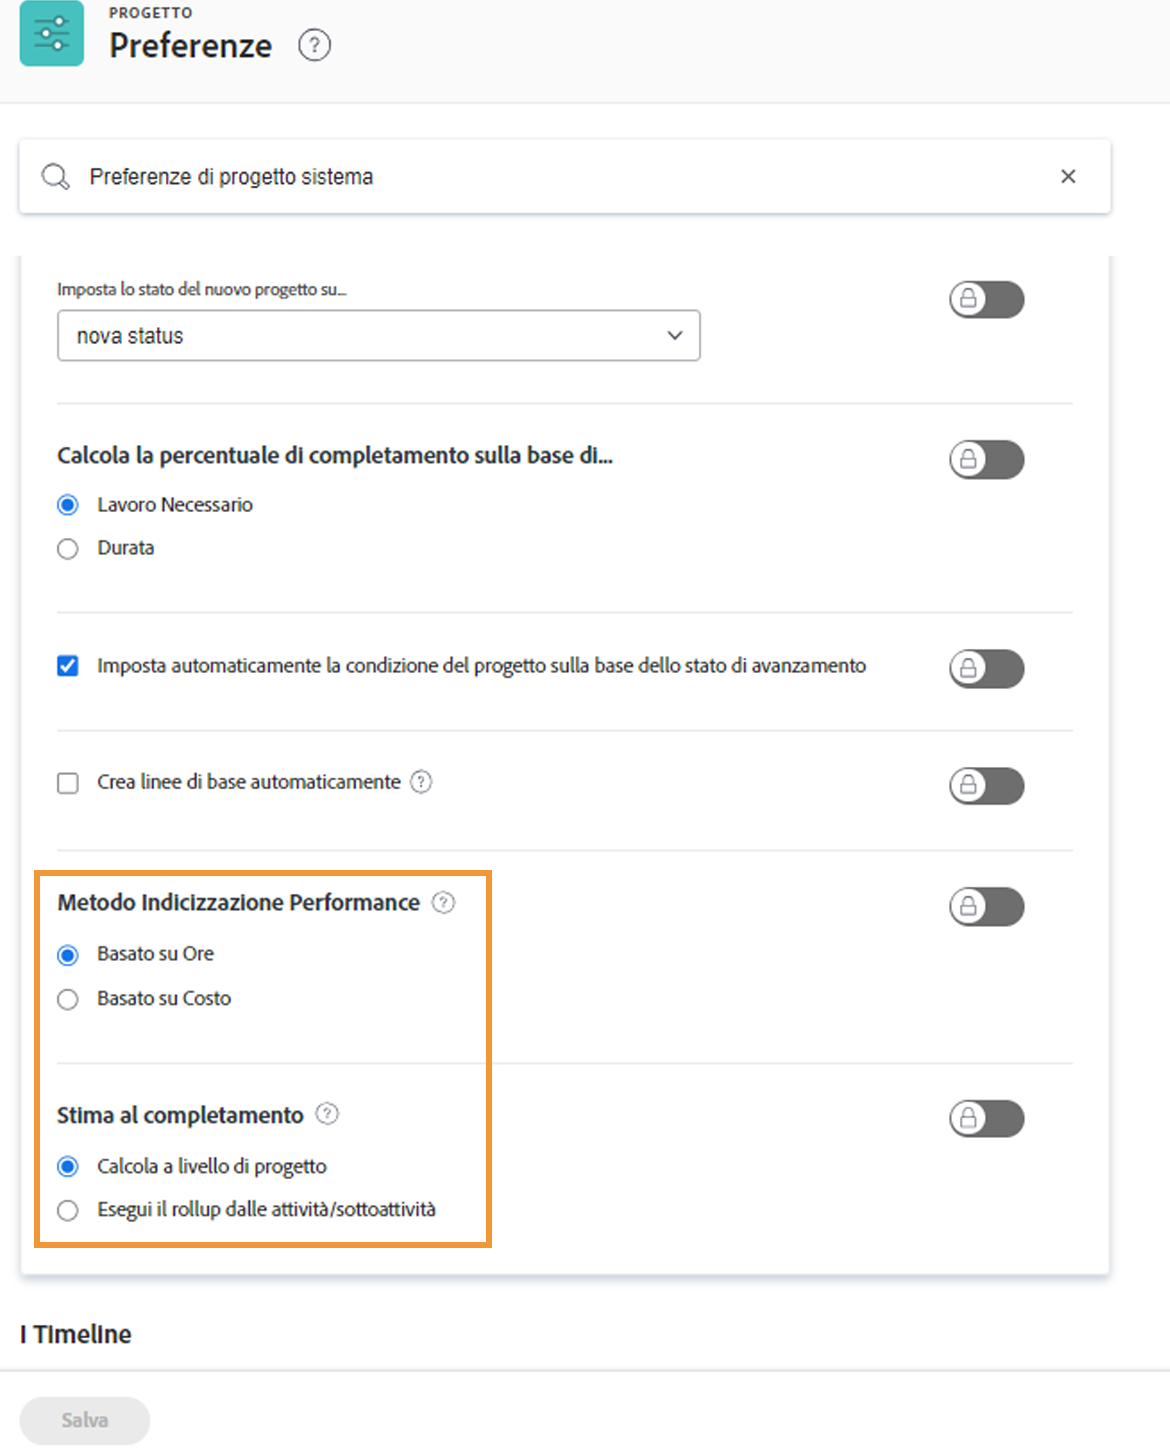 PROGETTO
Preferenze ?
Preferenze di progetto sistema
Imposta lo stato del nuovo progetto su...
nova status
Calcola la percentuale di completamento sulla base di...
Lavoro Necessario
Durata
Imposta automaticamente la condizione del progetto sulla base dello stato di avanzamento
Crea linee di base automaticamente ?
Metodo Indicizzazione Performance ?
Basato su Ore
Basato su Costo
Stima al completamento ?
Calcola a livello di progetto
Esegui il rollup dalle attività/sottoattività
I Timeline
Salva